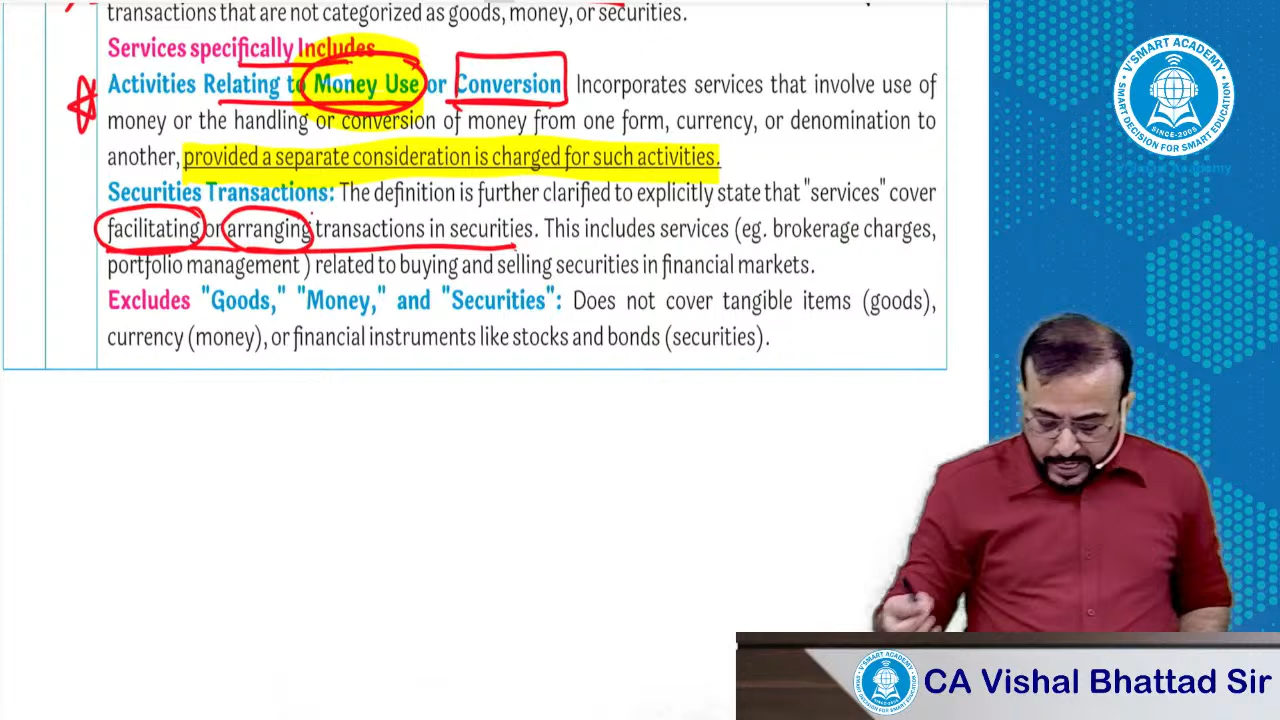 transactions that are not categorized as goods, money, or securities.
Services specifically Includes
Activities Relating to Money Use or Conversion Incorporates services that involve use of
money or the handling or conversion of money from one form, currency, or denomination to
another, provided a separate consideration is charged for such activities.
Securities Transactions: The definition is further clarified to explicitly state that "services" cover
facilitating or arranging transactions in securities. This includes services (eg. brokerage charges,
portfolio management ) related to buying and selling securities in financial markets.
Excludes "Goods," "Money," and "Securities": Does not cover tangible items (goods),
currency (money), or financial instruments like stocks and bonds (securities).
V'SMART ACADEMY
SINCE-2005
SMART DECISION FOR SMART EDUCATION
V'Smart Academy
V'SMART ACADEMY
CA Vishal Bhattad Sir